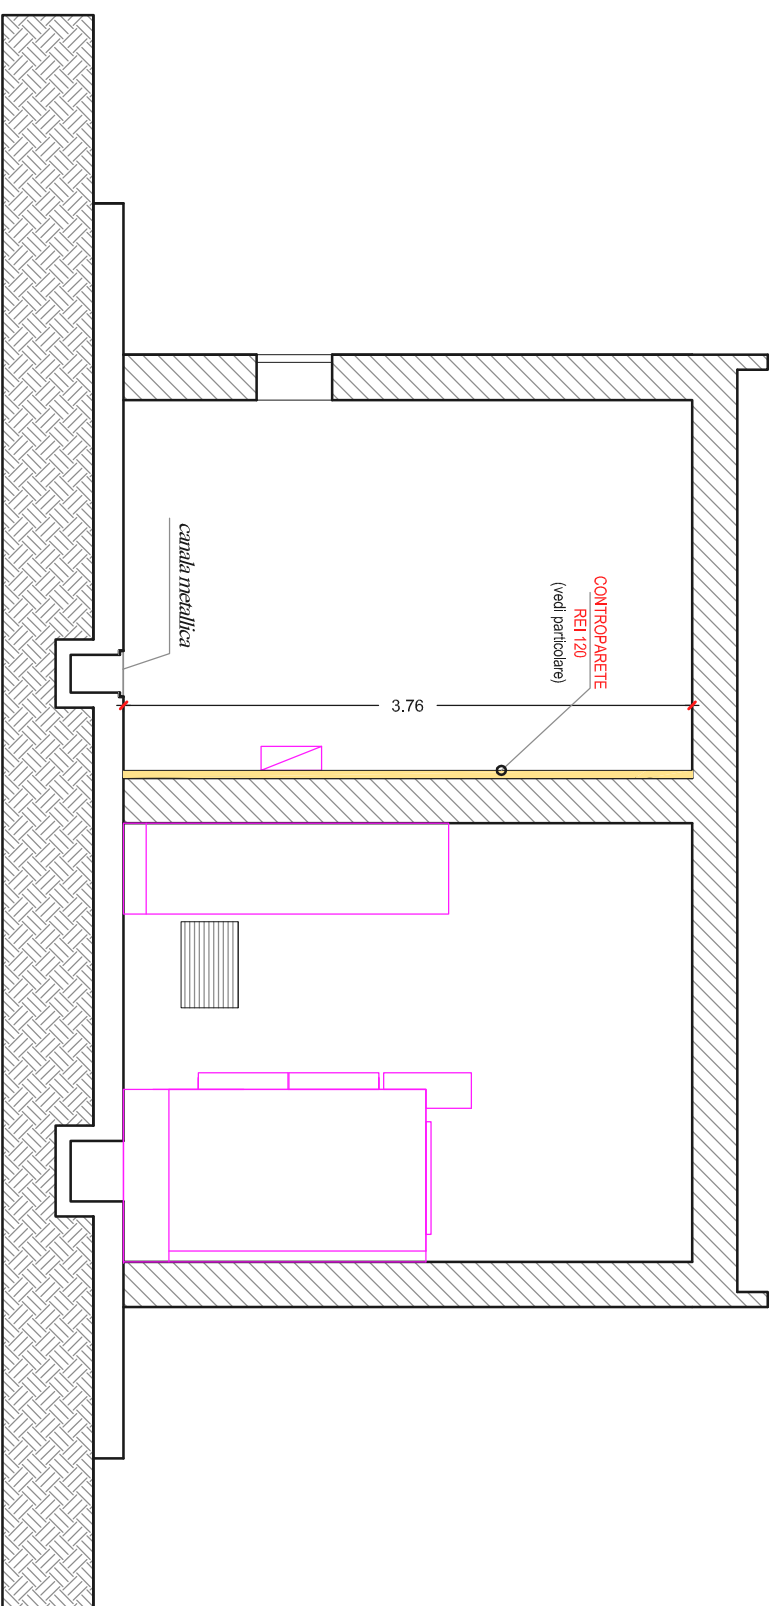 CONTROPARETE
REI 120
(vedi particolare)
canala metallica
3.76